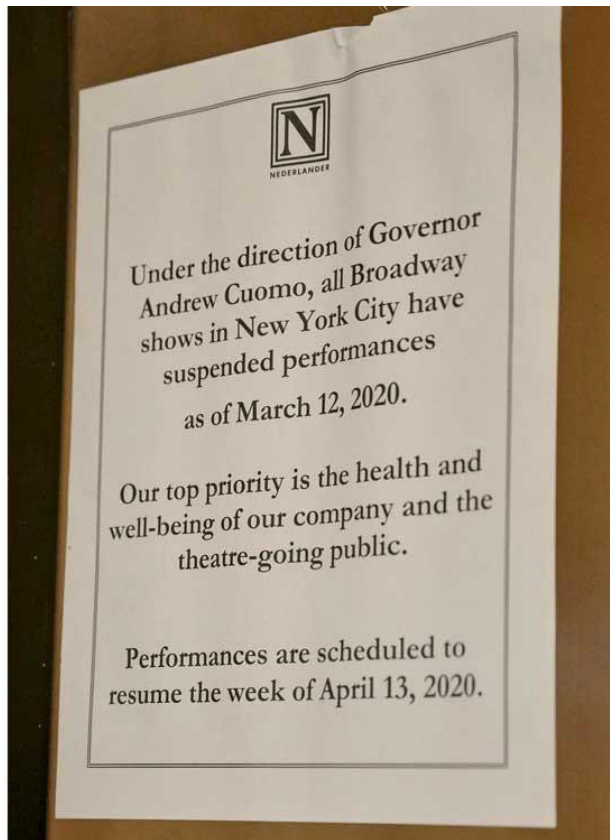 N
NEDERLANDER
Under the direction of Governor
Andrew Cuomo, all Broadway
shows in New York City have
suspended performances
as of March 12, 2020.
Our top priority is the health and
well-being of our company and the
theatre-going public.
Performances are scheduled to
resume the week of April 13, 2020.